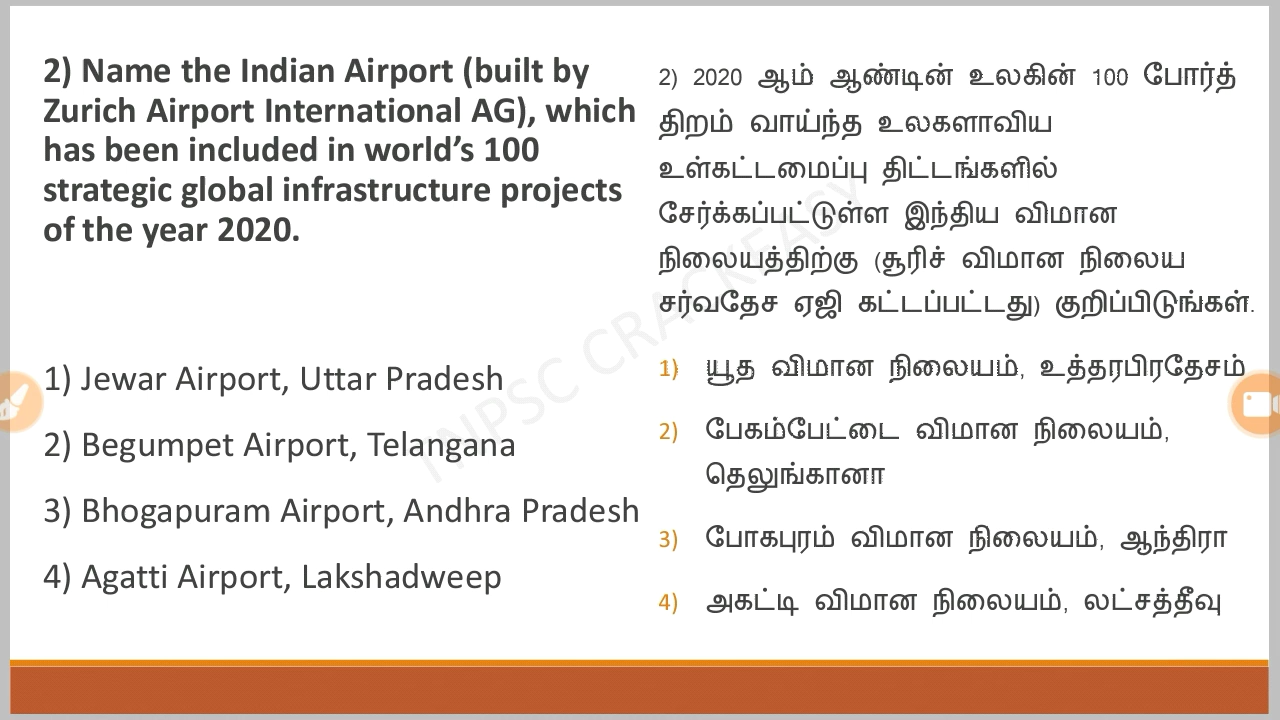 2) Name the Indian Airport (built by
Zurich Airport International AG), which
has been included in world’s 100
strategic global infrastructure projects
of the year 2020.
1) Jewar Airport, Uttar Pradesh
2) Begumpet Airport, Telangana
3) Bhogapuram Airport, Andhra Pradesh
4) Agatti Airport, Lakshadweep
2) 2020 ஆம் ஆண்டின் உலகின் 100 போர்த்
திறம் வாய்ந்த உலகளாவிய
உள்கட்டமைப்பு திட்டங்களில்
சேர்க்கப்பட்டுள்ள இந்திய விமான
நிலையத்திற்கு (சூரிச் விமான நிலைய
சர்வதேச ஏஜி கட்டப்பட்டது) குறிப்பிடுங்கள்.
1) யூத விமான நிலையம், உத்தரபிரதேசம்
2) பேகம்பேட்டை விமான நிலையம்,
தெலுங்கானா
3) போகபுரம் விமான நிலையம், ஆந்திரா
4) அகட்டி விமான நிலையம், லட்சத்தீவு
TNPSC CRACKEASY